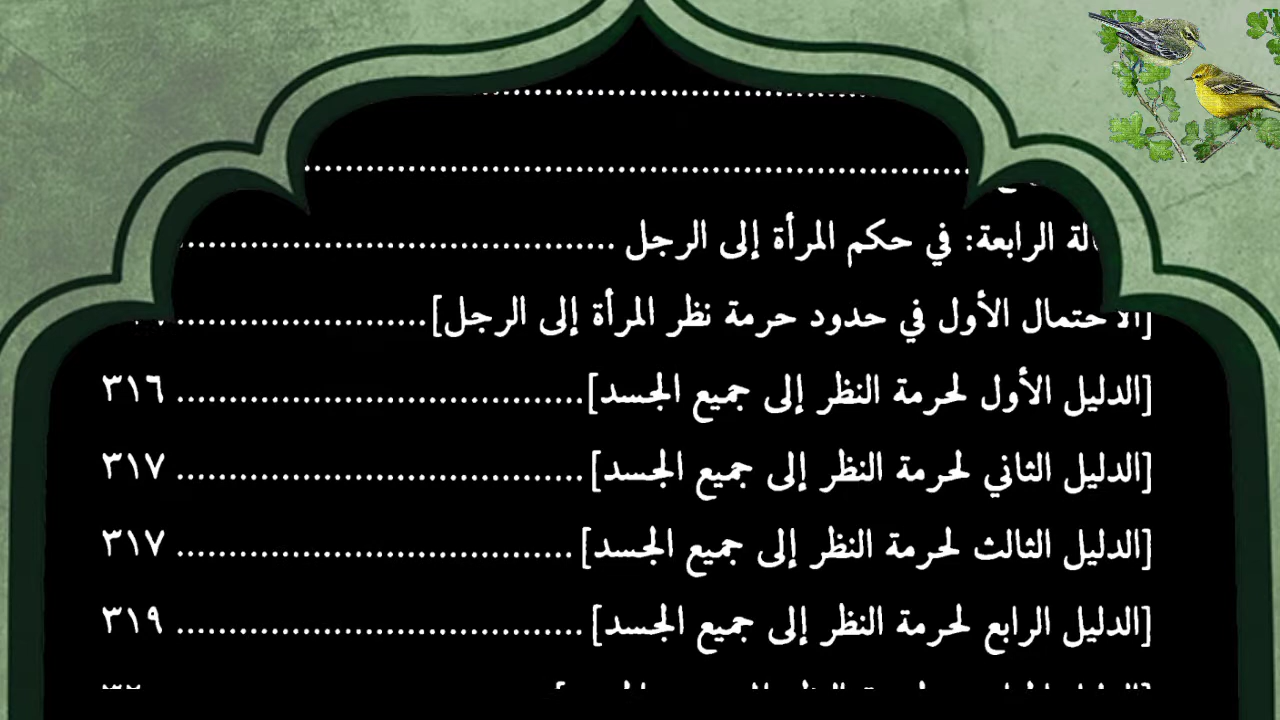 الرابعة: في حكم المرأة إلى الرجل ........................................
[الاحتمال الأول في حدود حرمة نظر المرأة إلى الرجل] ........................
[الدليل الأول لحرمة النظر إلى جميع الجسد] ....................................... ٣١٦
[الدليل الثاني لحرمة النظر إلى جميع الجسد] ....................................... ٣١٧
[الدليل الثالث لحرمة النظر إلى جميع الجسد] ...................................... ٣١٧
[الدليل الرابع لحرمة النظر إلى جميع الجسد] ....................................... ٣١٩